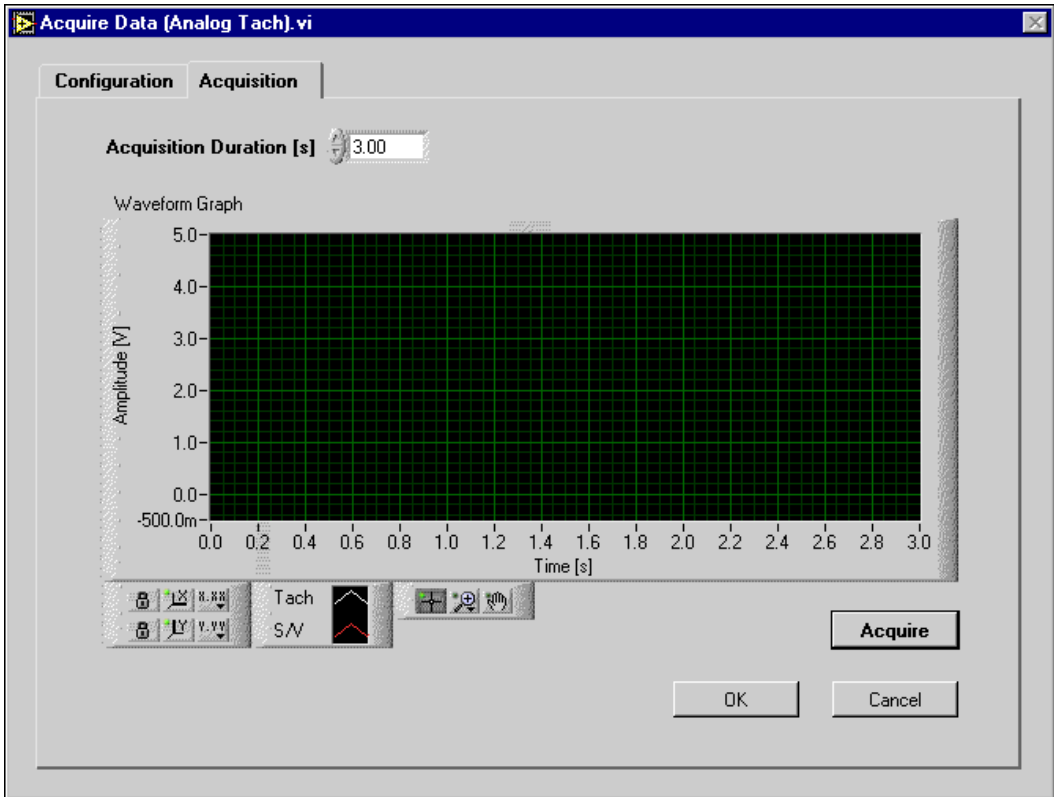 Acquire Data (Analog Tach).vi
Configuration Acquisition
Acquisition Duration [s] 3.00
Waveform Graph
Amplitude [V]
5.0
4.0
3.0
2.0
1.0
0.0
-500.0m
0.0 0.2 0.4 0.6 0.8 1.0 1.2 1.4 1.6 1.8 2.0 2.2 2.4 2.6 2.8 3.0
Time [s]
X X.XX
Y Y.YY
Tach
S/V
Acquire
OK Cancel